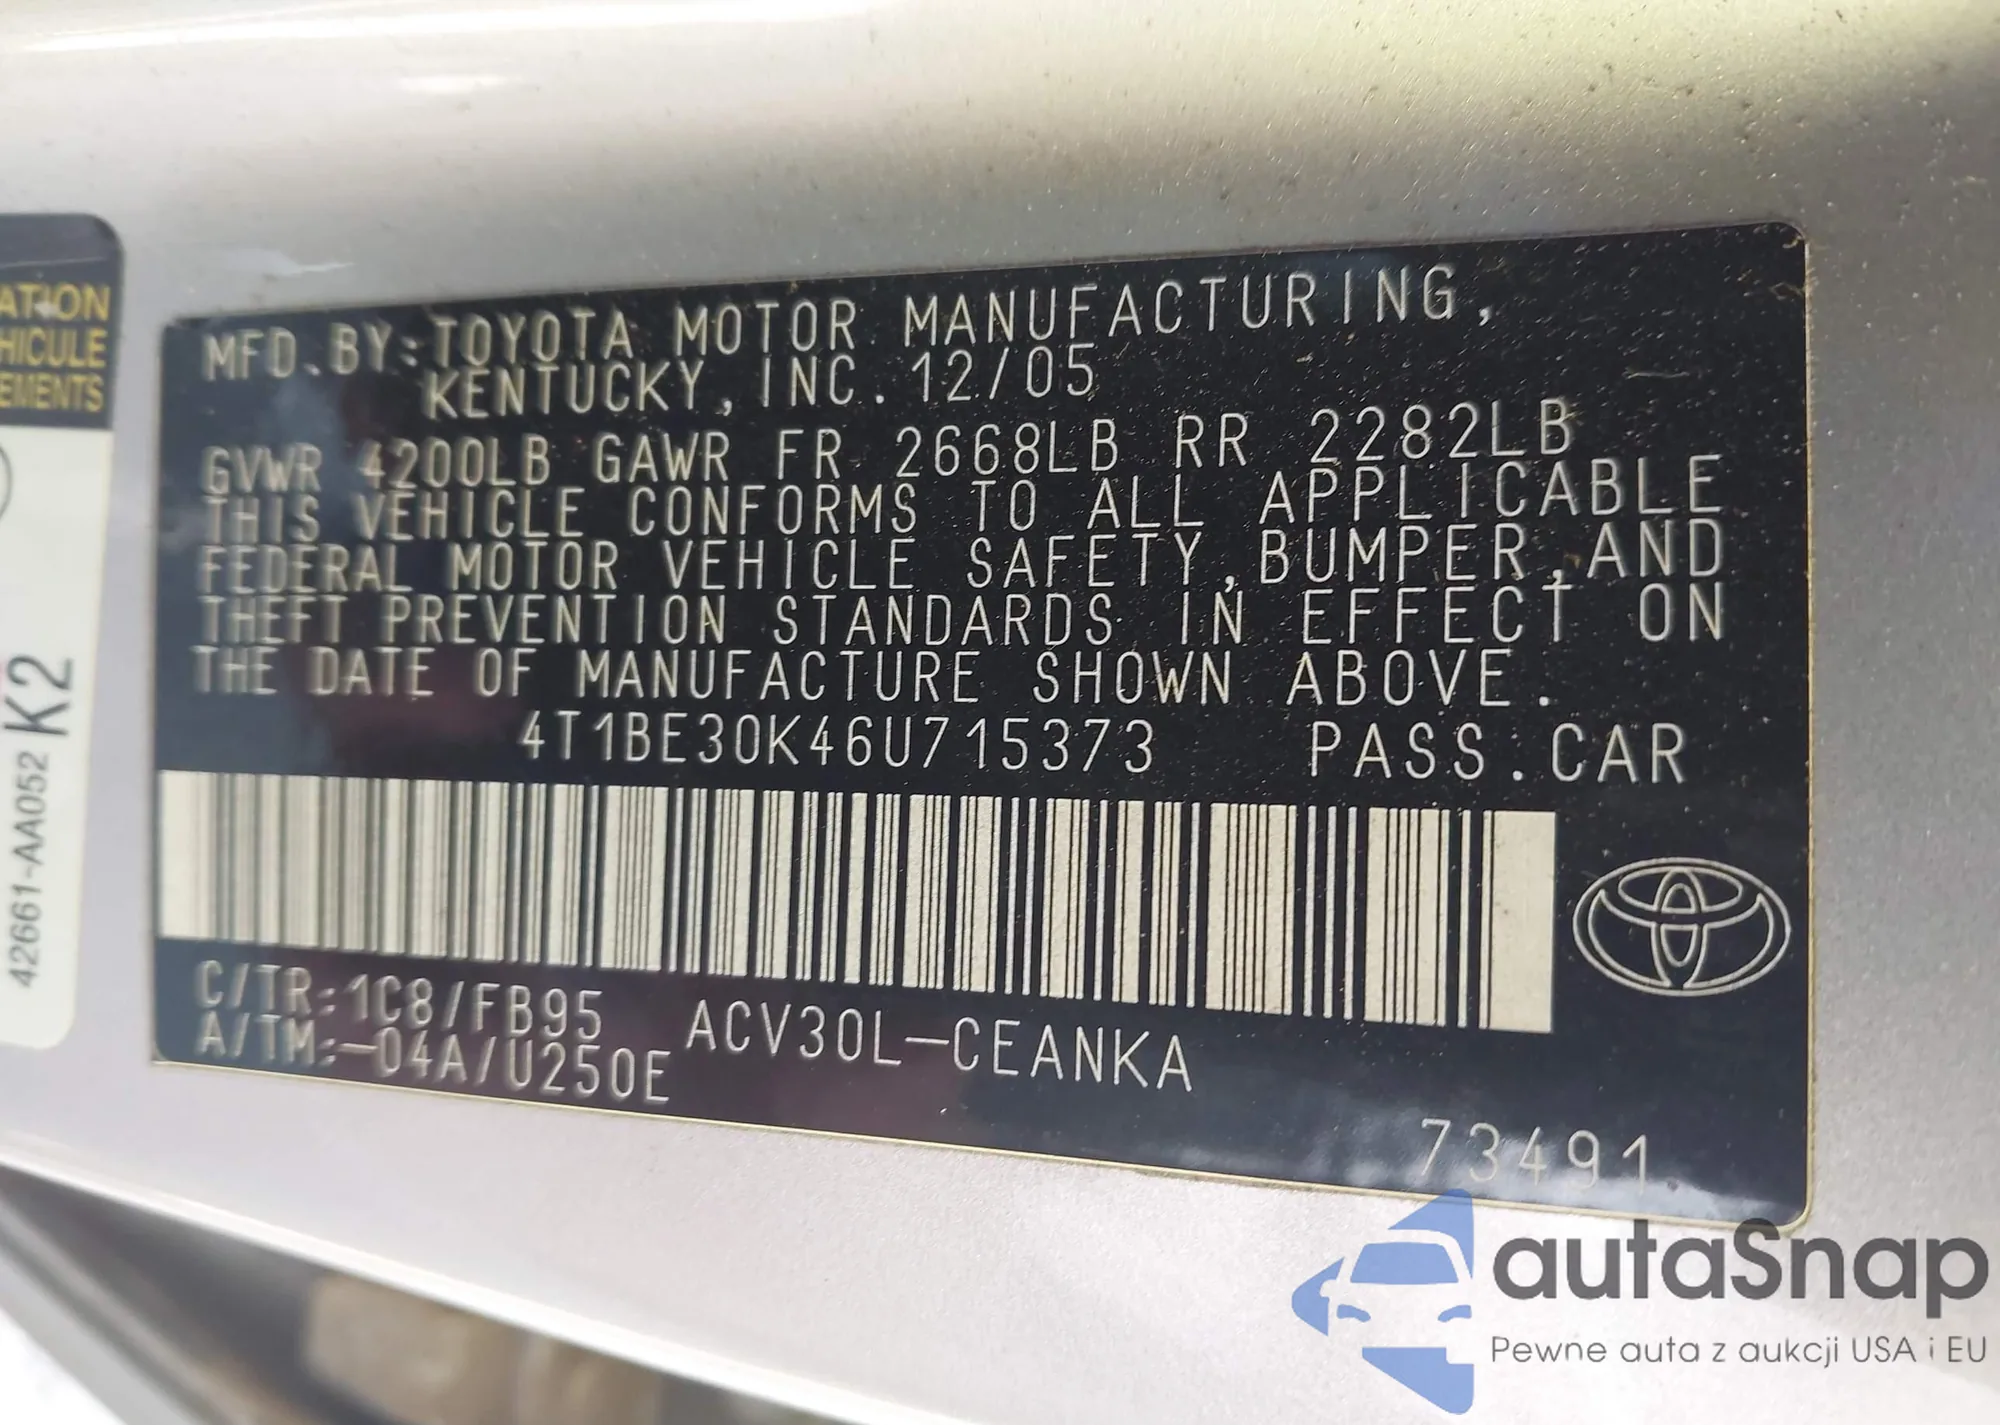 ATION
HICULE
EMENTS
K2
42661-AA052
MFD.BY:TOYOTA MOTOR MANUFACTURING,
KENTUCKY, INC. 12/05
GVWR 4200LB GAWR FR 2668LB RR 2282LB
THIS VEHICLE CONFORMS TO ALL APPLICABLE
FEDERAL MOTOR VEHICLE SAFETY,BUMPER,AND
THEFT PREVENTION STANDARDS IN EFFECT ON
THE DATE OF MANUFACTURE SHOWN ABOVE.
4T1BE30K46U715373 PASS.CAR
C/TR:1C8/FB95 ACV30L-CEANKA
A/TM:-04A/U250E
73491
autaSnap
Pewne auta z aukcji USA i EU